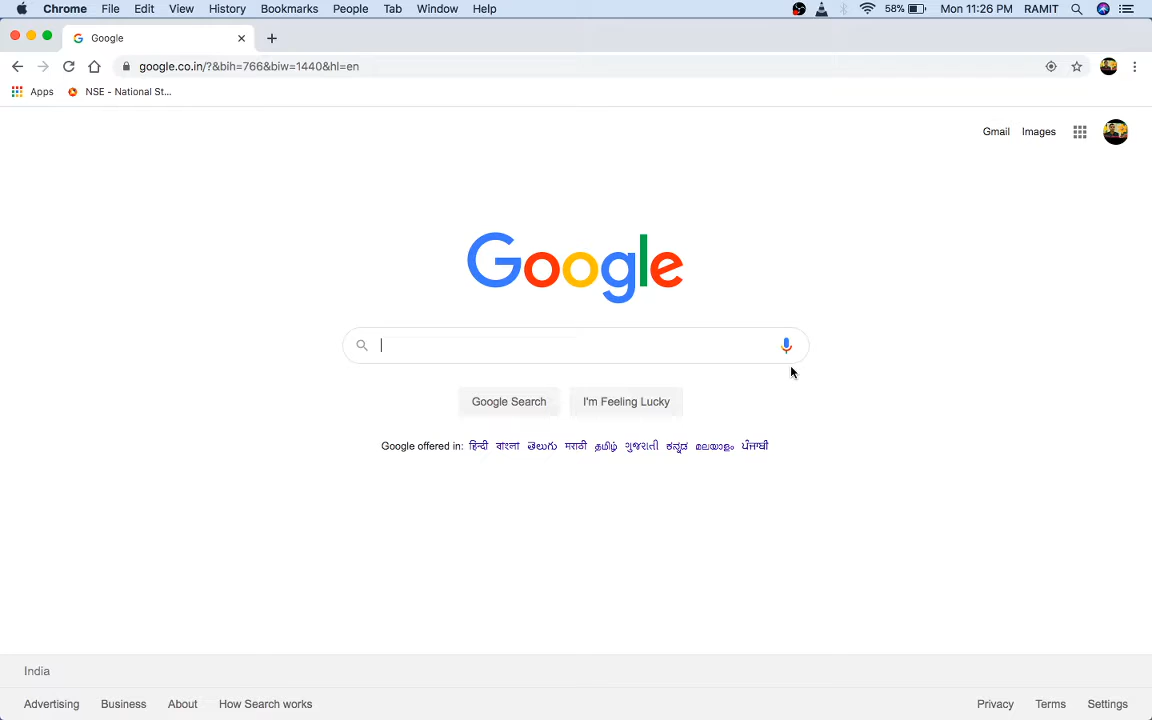 Chrome File Edit View History Bookmarks People Tab Window Help 58% Mon 11:26 PM RAMIT
Google
google.co.in/?&bih=766&biw=1440&hl=en
Apps NSE - National St...
Gmail Images
Google
Google Search I'm Feeling Lucky
Google offered in: हिन्दी বাংলা తెలుగు मराठी தமிழ் ગુજરાતી ಕನ್ನಡ മലയാളം ਪੰਜਾਬੀ
India
Advertising Business About How Search works Privacy Terms Settings